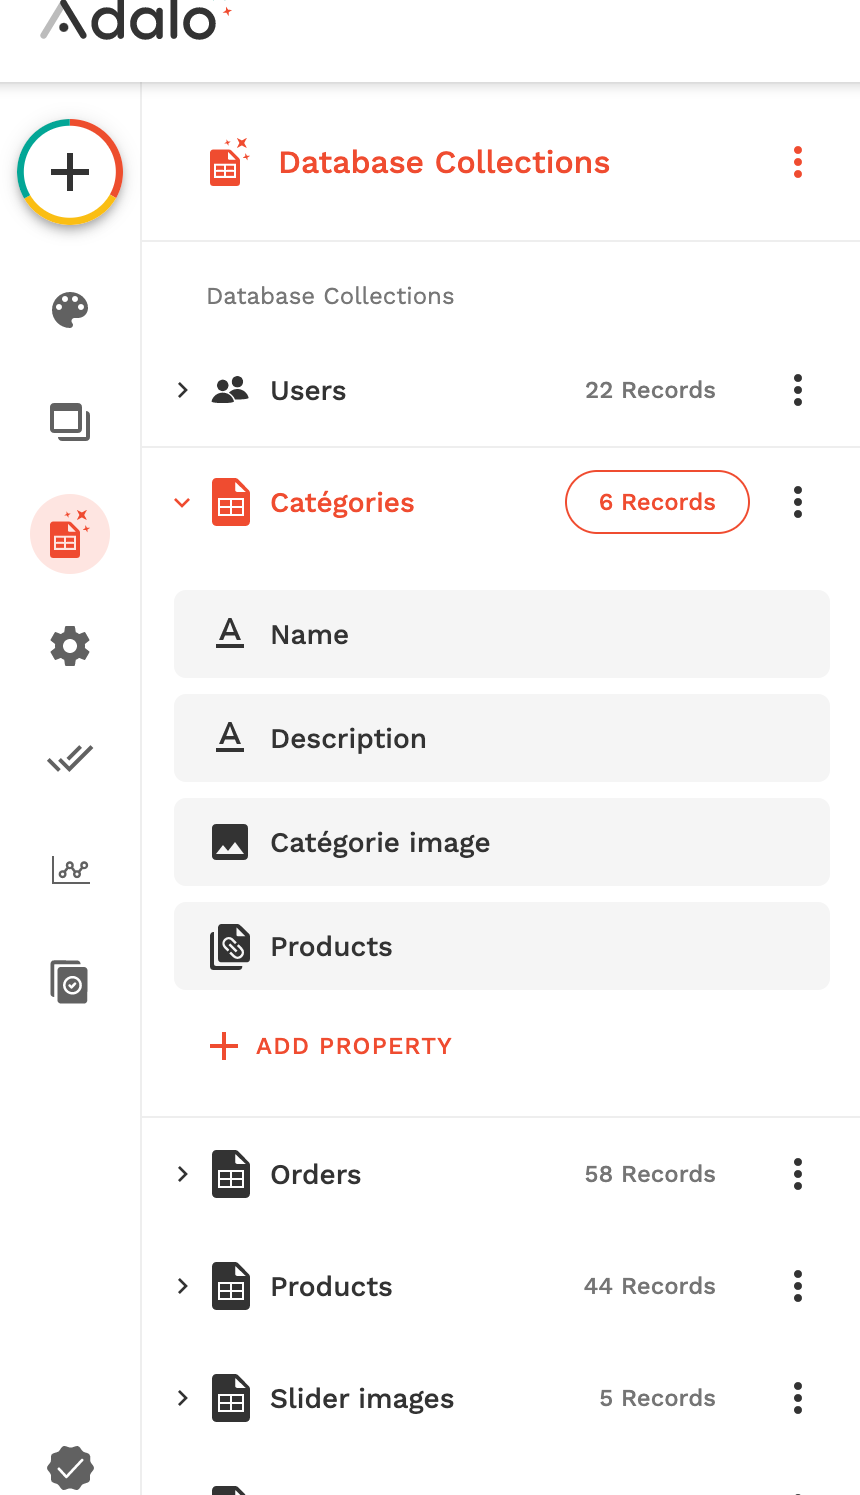 Adalo
Database Collections
Database Collections
Users 22 Records
Catégories 6 Records
Name
Description
Catégorie image
Products
ADD PROPERTY
Orders 58 Records
Products 44 Records
Slider images 5 Records